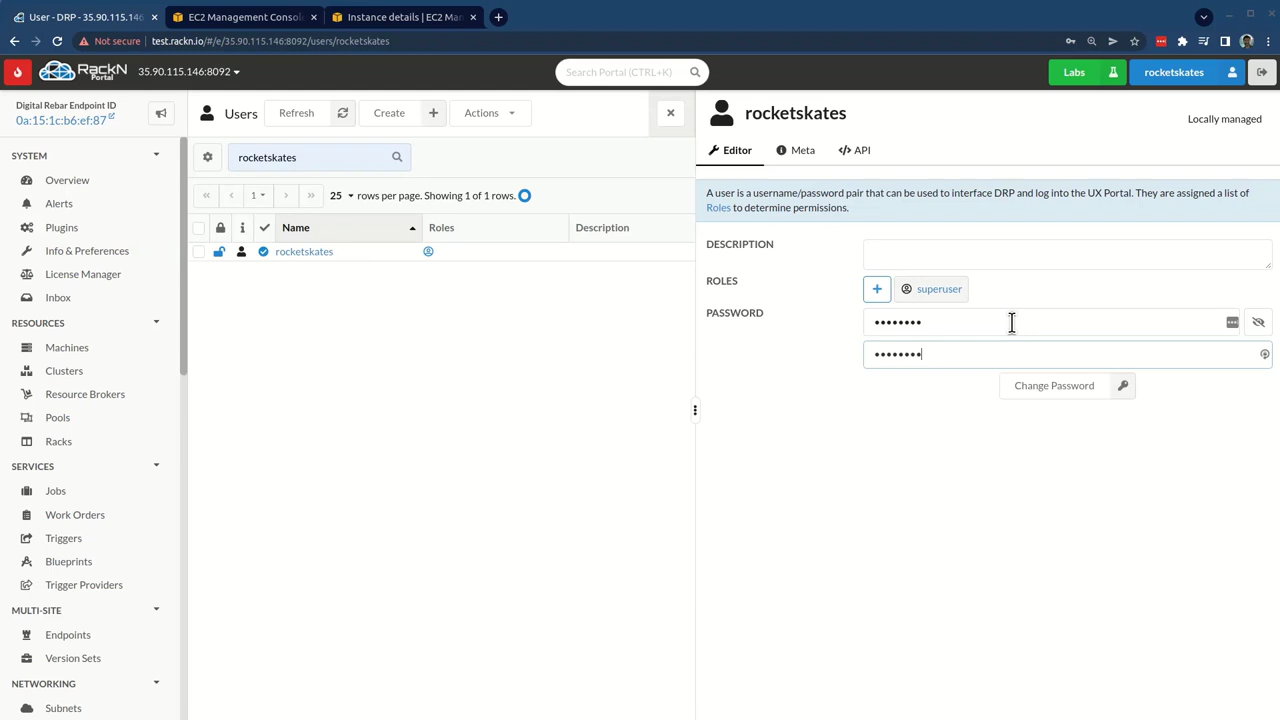 User - DRP - 35.90.115.146
EC2 Management Consol
Instance details | EC2 Man
Not secure
test.rackn.io/#/e/35.90.115.146:8092/users/rocketskates
RackN
Portal
35.90.115.146:8092
Search Portal (CTRL+K)
Labs
rocketskates
Digital Rebar Endpoint ID
0a:15:1c:b6:ef:87
SYSTEM
Overview
Alerts
Plugins
Info & Preferences
License Manager
Inbox
RESOURCES
Machines
Clusters
Resource Brokers
Pools
Racks
SERVICES
Jobs
Work Orders
Triggers
Blueprints
Trigger Providers
MULTI-SITE
Endpoints
Version Sets
NETWORKING
Subnets
Users
Refresh
Create
Actions
rocketskates
1
25 rows per page. Showing 1 of 1 rows.
Name
Roles
Description
rocketskates
rocketskates
Locally managed
Editor
Meta
</> API
A user is a username/password pair that can be used to interface DRP and log into the UX Portal. They are assigned a list of
Roles to determine permissions.
DESCRIPTION
ROLES
superuser
PASSWORD
••••••••
••••••••
Change Password